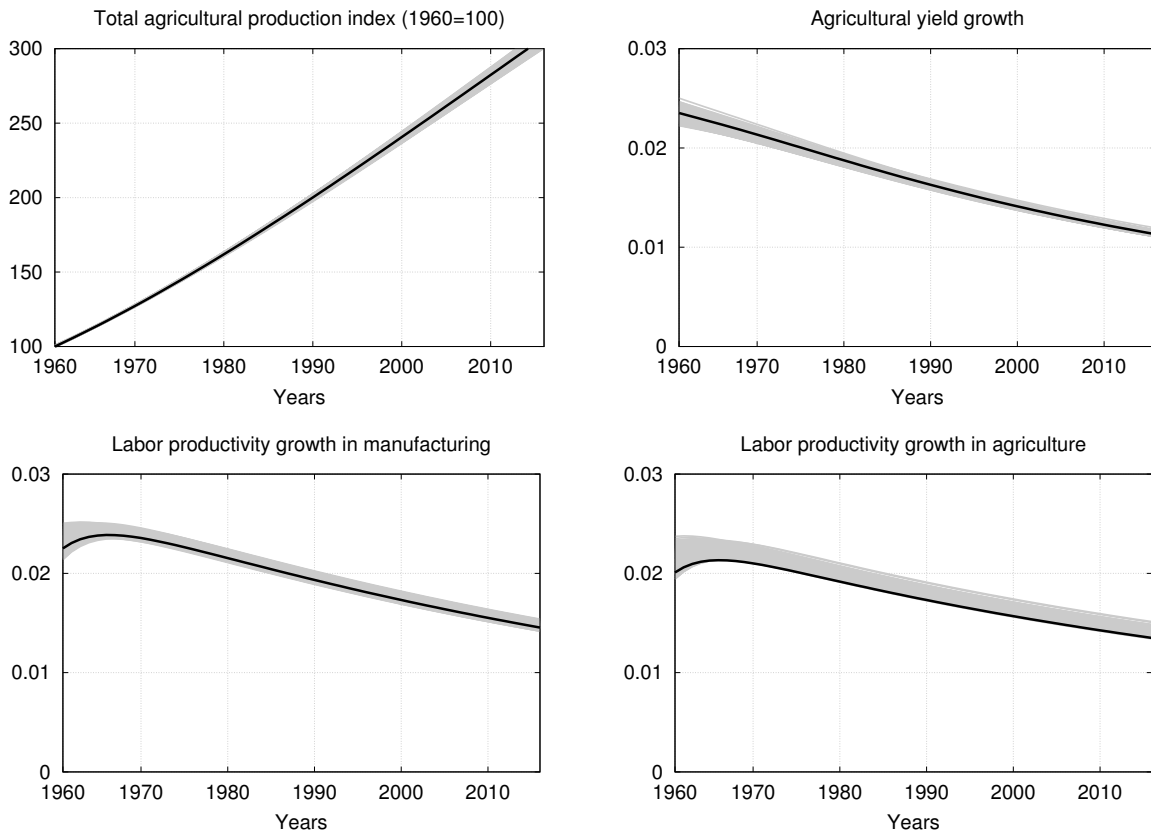 Total agricultural production index (1960=100)
300
250
200
150
100
1960 1970 1980 1990 2000 2010
Years
Agricultural yield growth
0.03
0.02
0.01
0
1960 1970 1980 1990 2000 2010
Years
Labor productivity growth in manufacturing
0.03
0.02
0.01
0
1960 1970 1980 1990 2000 2010
Years
Labor productivity growth in agriculture
0.03
0.02
0.01
0
1960 1970 1980 1990 2000 2010
Years